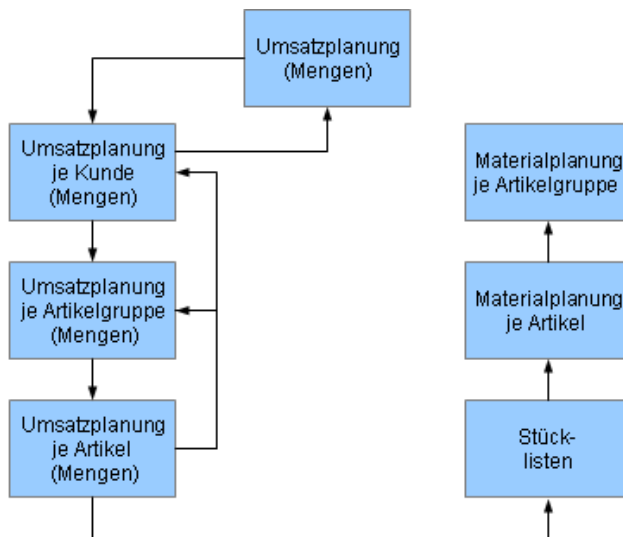 Umsatzplanung
(Mengen)
Umsatzplanung
je Kunde
(Mengen)
Materialplanung
je Artikelgruppe
Umsatzplanung
je Artikelgruppe
(Mengen)
Materialplanung
je Artikel
Umsatzplanung
je Artikel
(Mengen)
Stück-
listen